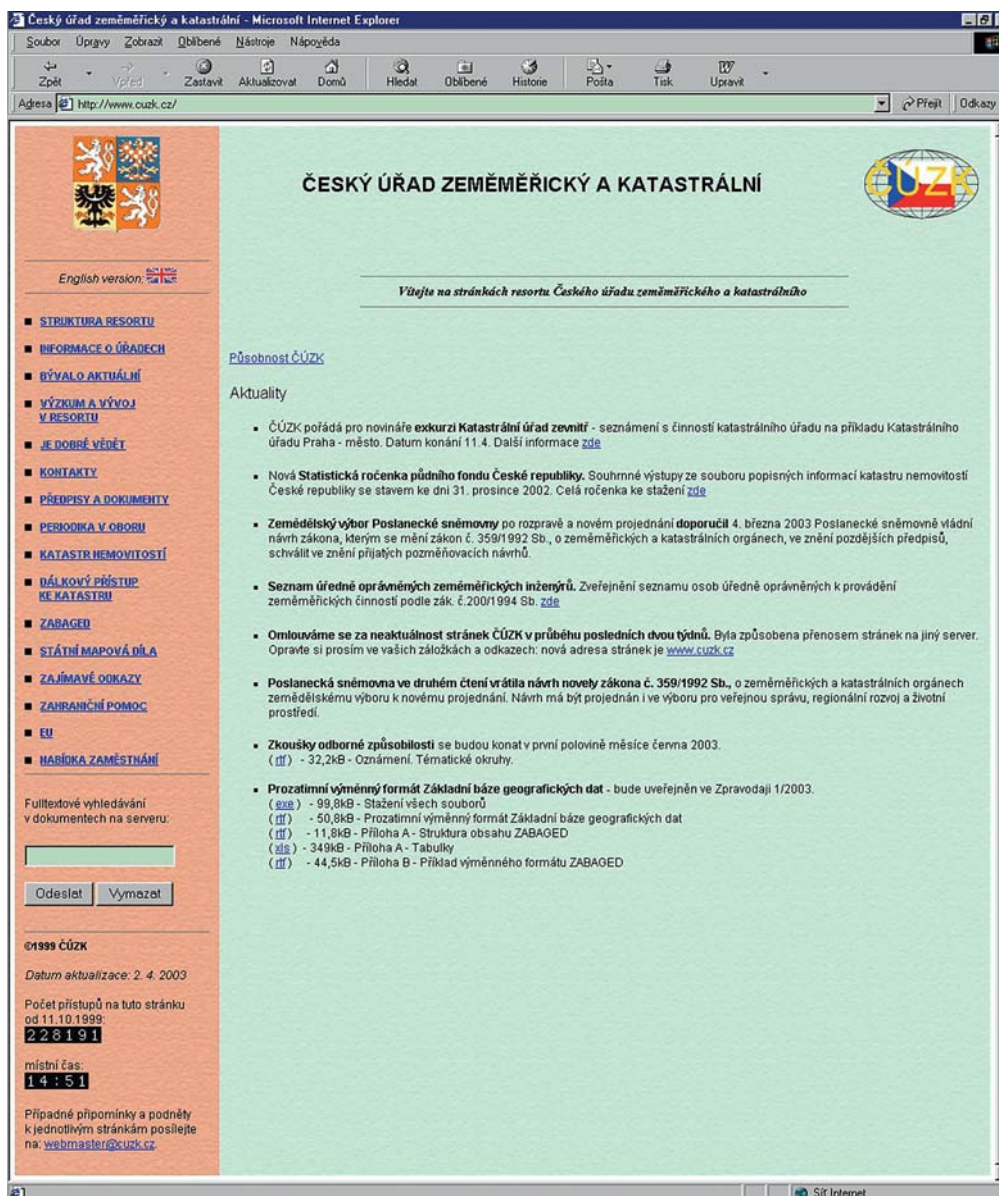 Český úřad zeměměřický a katastrální - Microsoft Internet Explorer
Soubor Úpravy Zobrazit Oblíbené Nástroje Nápověda
Zpět Vpřed Zastavit Aktualizovat Domů Hledat Oblíbené Historie Pošta Tisk Upravit
Adresa http://www.cuzk.cz/ Přejít Odkazy
ČESKÝ ÚŘAD ZEMĚMĚŘICKÝ A KATASTRÁLNÍ
ČÚZK
English version:
Vítejte na stránkách resortu Českého úřadu zeměměřického a katastrálního
STRUKTURA RESORTU
INFORMACE O ÚŘADECH
BÝVALO AKTUÁLNÍ
VÝZKUM A VÝVOJ
V RESORTU
JE DOBRÉ VĚDĚT
KONTAKTY
PŘEDPISY A DOKUMENTY
PERIODIKA V OBORU
KATASTR NEMOVITOSTÍ
DÁLKOVÝ PŘÍSTUP
KE KATASTRU
ZABAGED
STÁTNÍ MAPOVÁ DÍLA
ZAJÍMAVÉ ODKAZY
ZAHRANIČNÍ POMOC
EU
NABÍDKA ZAMĚSTNÁNÍ
Fulltextové vyhledávání
v dokumentech na serveru:
Odeslat Vymazat
©1999 ČÚZK
Datum aktualizace: 2. 4. 2003
Počet přístupů na tuto stránku
od 11.10.1999:
228191
místní čas:
14:51
Případné připomínky a podněty
k jednotlivým stránkám posílejte
na: webmaster@cuzk.cz.
Působnost ČÚZK
Aktuality
ČÚZK pořádá pro novináře exkurzi Katastrální úřad zevnitř - seznámení s činností katastrálního úřadu na příkladu Katastrálního
úřadu Praha - město. Datum konání 11.4. Další informace zde
Nová Statistická ročenka půdního fondu České republiky. Souhrnné výstupy ze souboru popisných informací katastru nemovitostí
České republiky se stavem ke dni 31. prosince 2002. Celá ročenka ke stažení zde
Zemědělský výbor Poslanecké sněmovny po rozpravě a novém projednání doporučil 4. března 2003 Poslanecké sněmovně vládní
návrh zákona, kterým se mění zákon č. 359/1992 Sb., o zeměměřických a katastrálních orgánech, ve znění pozdějších předpisů,
schválit ve znění přijatých pozměňovacích návrhů.
Seznam úředně oprávněných zeměměřických inženýrů. Zveřejnění seznamu osob úředně oprávněných k provádění
zeměměřických činností podle zák. č.200/1994 Sb. zde
Omlouváme se za neaktuálnost stránek ČÚZK v průběhu posledních dvou týdnů. Byla způsobena přenosem stránek na jiný server.
Opravte si prosím ve vašich záložkách a odkazech: nová adresa stránek je www.cuzk.cz
Poslanecká sněmovna ve druhém čtení vrátila návrh novely zákona č. 359/1992 Sb., o zeměměřických a katastrálních orgánech
zemědělskému výboru k novému projednání. Návrh má být projednán i ve výboru pro veřejnou správu, regionální rozvoj a životní
prostředí.
Zkoušky odborné způsobilosti se budou konat v první polovině měsíce června 2003.
(rtf) - 32,2kB - Oznámení. Tématické okruhy.
Prozatimní výměnný formát Základní báze geografických dat - bude uveřejněn ve Zpravodaji 1/2003.
(exe) - 99,8kB - Stažení všech souborů
(rtf) - 50,8kB - Prozatimní výměnný formát Základní báze geografických dat
(rtf) - 11,8kB - Příloha A - Struktura obsahu ZABAGED
(xls) - 349kB - Příloha A - Tabulky
(rtf) - 44,5kB - Příloha B - Příklad výměnného formátu ZABAGED
Síť Internet